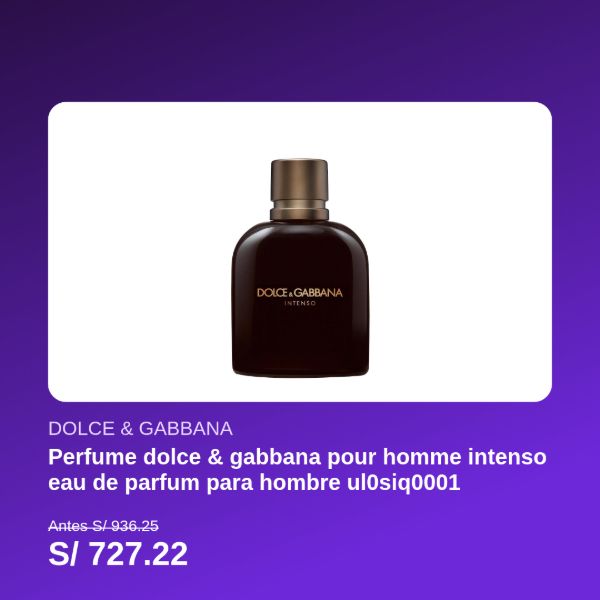 DOLCE & GABBANA
INTENSO
DOLCE & GABBANA
Perfume dolce & gabbana pour homme intenso
eau de parfum para hombre ul0siq0001
Antes S/ 936.25
S/ 727.22